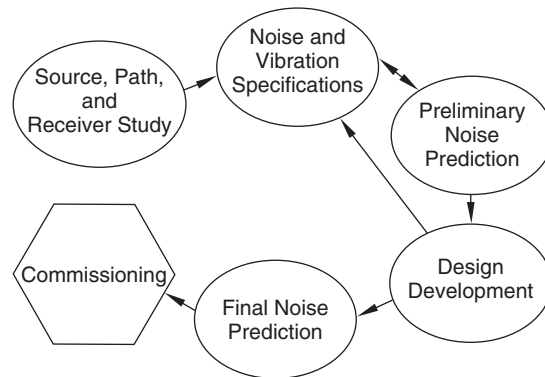 Source, Path,
and
Receiver Study
Noise and
Vibration
Specifications
Preliminary
Noise
Prediction
Design
Development
Final Noise
Prediction
Commissioning